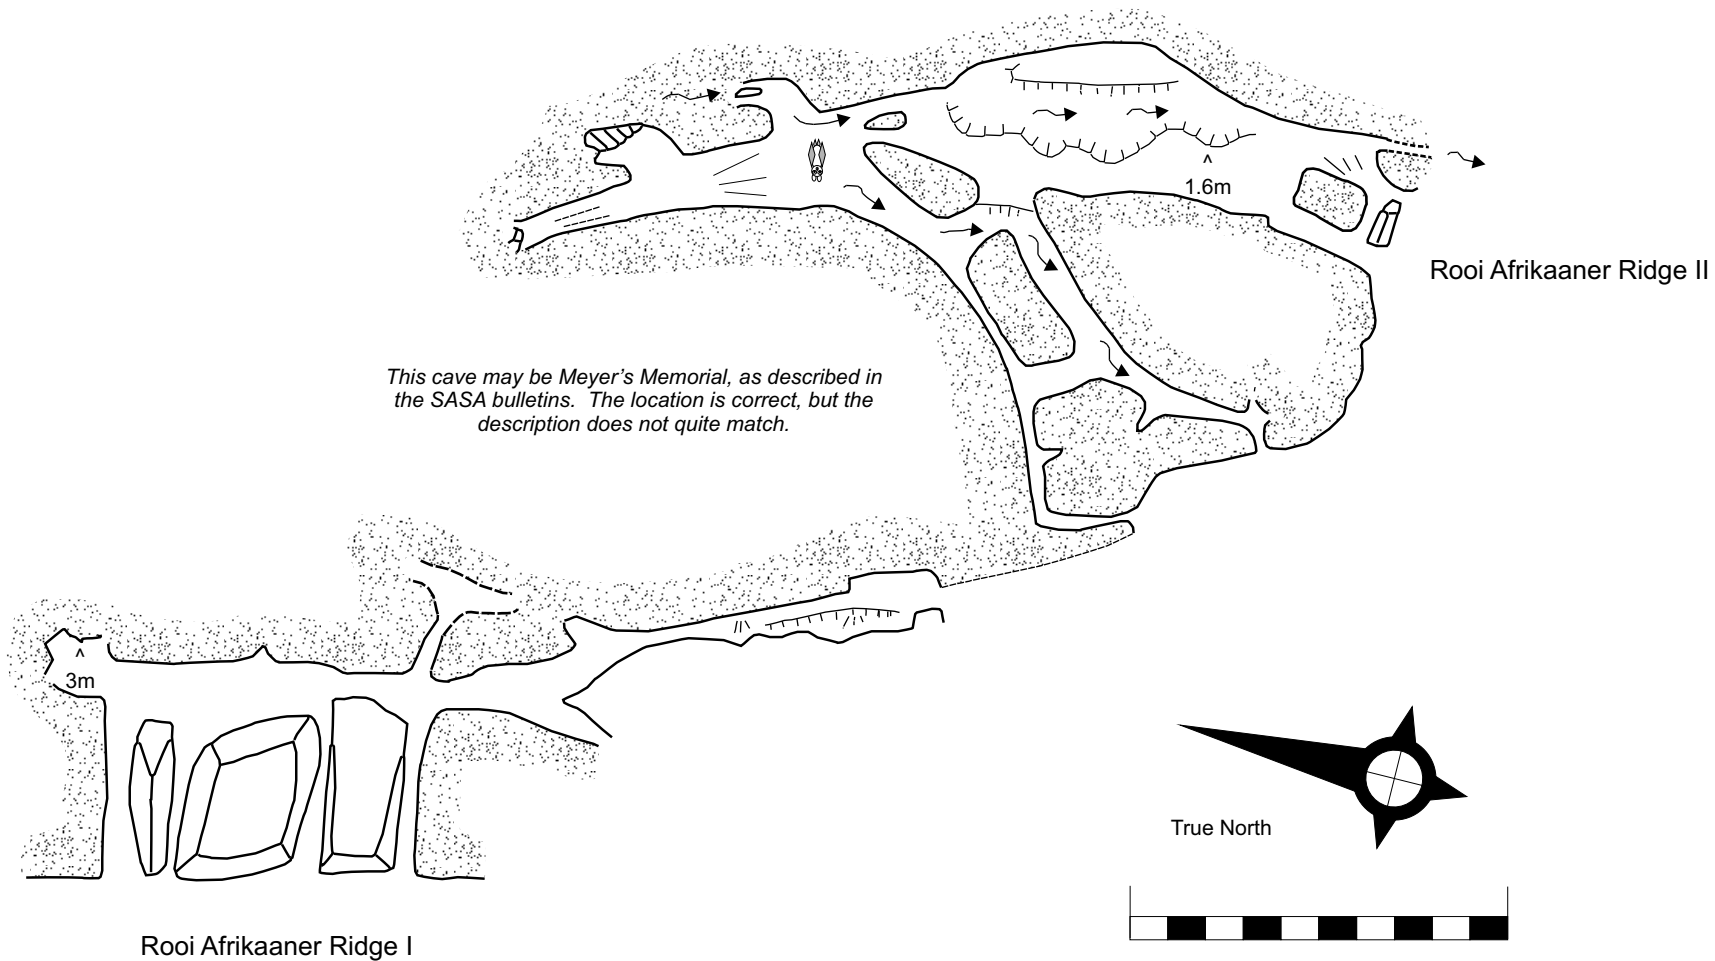 1.6m
Rooi Afrikaaner Ridge II
This cave may be Meyer’s Memorial, as described in
the SASA bulletins.  The location is correct, but the
description does not quite match.
3m
True North
Rooi Afrikaaner Ridge I